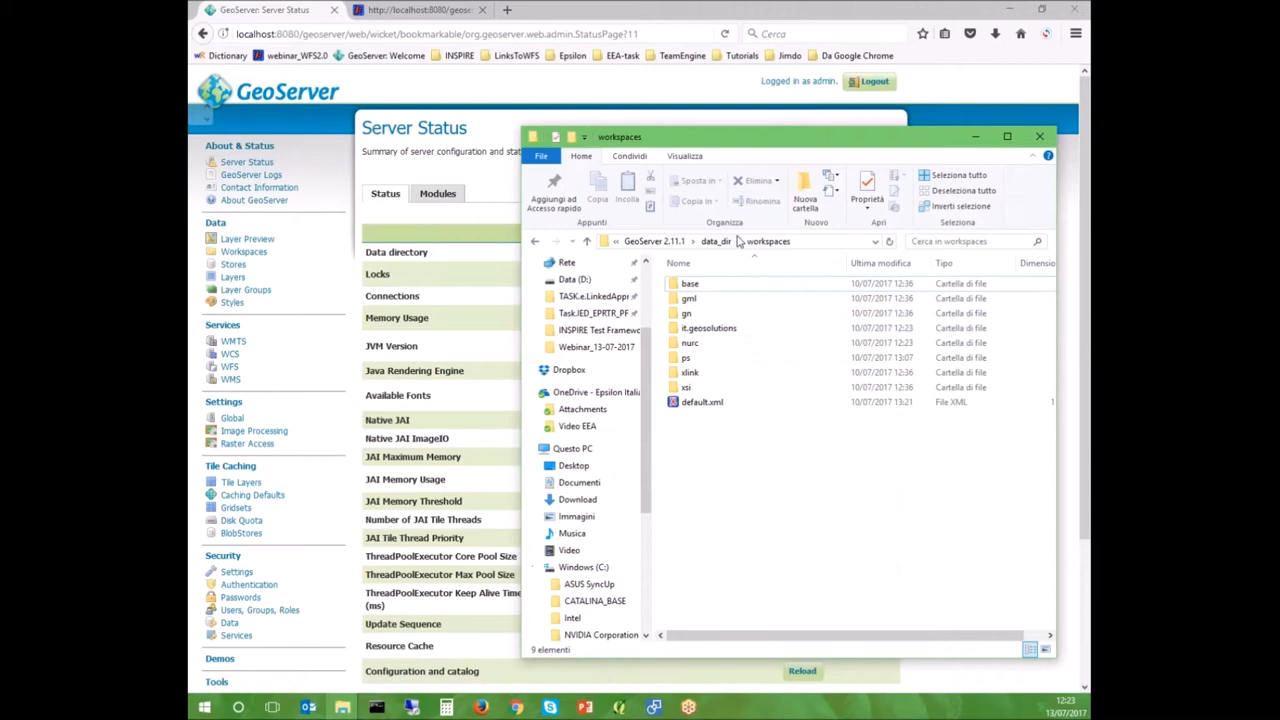 GeoServer: Server Status
http://localhost:8080/geose
localhost:8080/geoserver/web/wicket/bookmarkable/org.geoserver.web.admin.StatusPage?11
Cerca
Dictionary
webinar_WFS2.0
GeoServer: Welcome
INSPIRE
LinksToWFS
Epsilon
EEA-task
TeamEngine
Tutorials
Jimdo
Da Google Chrome
GeoServer
Logged in as admin.
Logout
About & Status
Server Status
GeoServer Logs
Contact Information
About GeoServer
Data
Layer Preview
Workspaces
Stores
Layers
Layer Groups
Styles
Services
WMTS
WCS
WFS
WMS
Settings
Global
Image Processing
Raster Access
Tile Caching
Tile Layers
Caching Defaults
Gridsets
Disk Quota
BlobStores
Security
Settings
Authentication
Passwords
Users, Groups, Roles
Data
Services
Demos
Tools
Server Status
Summary of server configuration and stat
Status
Modules
Data directory
Locks
Connections
Memory Usage
JVM Version
Java Rendering Engine
Available Fonts
Native JAI
Native JAI ImageIO
JAI Maximum Memory
JAI Memory Usage
JAI Memory Threshold
Number of JAI Tile Threads
JAI Tile Thread Priority
ThreadPoolExecutor Core Pool Size
ThreadPoolExecutor Max Pool Size
ThreadPoolExecutor Keep Alive Time
(ms)
Update Sequence
Resource Cache
Configuration and catalog
Reload
workspaces
File
Home
Condividi
Visualizza
Aggiungi ad
Accesso rapido
Copia
Incolla
Appunti
Sposta in
Copia in
Elimina
Rinomina
Organizza
Nuova
cartella
Nuovo
Proprietà
Apri
Seleziona tutto
Deseleziona tutto
Inverti selezione
Seleziona
« GeoServer 2.11.1 › data_dir › workspaces
Cerca in workspaces
Rete
Data (D:)
TASK.e.LinkedAppr
Task.IED_EPRTR_PF
INSPIRE Test Framewo
Webinar_13-07-2017
Dropbox
OneDrive - Epsilon Itali
Attachments
Video EEA
Questo PC
Desktop
Documenti
Download
Immagini
Musica
Video
Windows (C:)
ASUS SyncUp
CATALINA_BASE
Intel
NVIDIA Corporation
Nome
Ultima modifica
Tipo
Dimensio
base 10/07/2017 12:36 Cartella di file
gml 10/07/2017 12:36 Cartella di file
gn 10/07/2017 12:36 Cartella di file
it.geosolutions 10/07/2017 12:23 Cartella di file
nurc 10/07/2017 12:23 Cartella di file
ps 10/07/2017 13:07 Cartella di file
xlink 10/07/2017 12:36 Cartella di file
xsi 10/07/2017 12:36 Cartella di file
default.xml 10/07/2017 13:21 File XML 1
9 elementi
12:23
13/07/2017